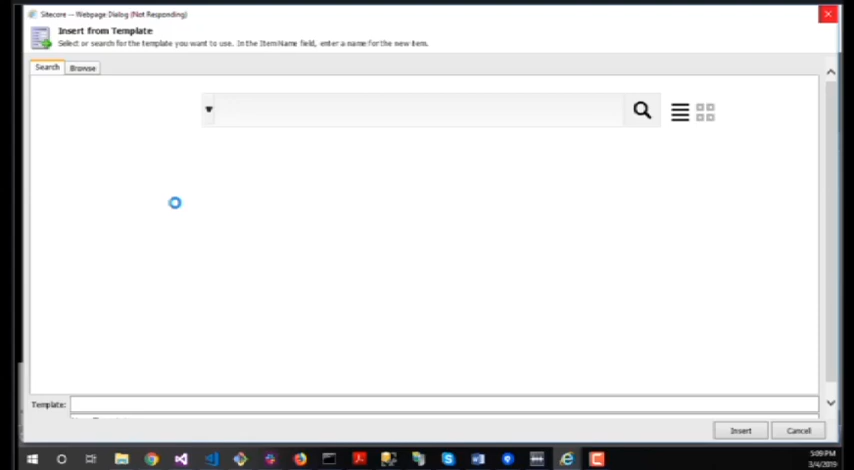 Sitecore -- Webpage Dialog (Not Responding)
Insert from Template
Select or search for the template you want to use. In the ItemName field, enter a name for the new item.
Search
Browse
Template:
Insert
Cancel
5:09 PM
3/4/2019